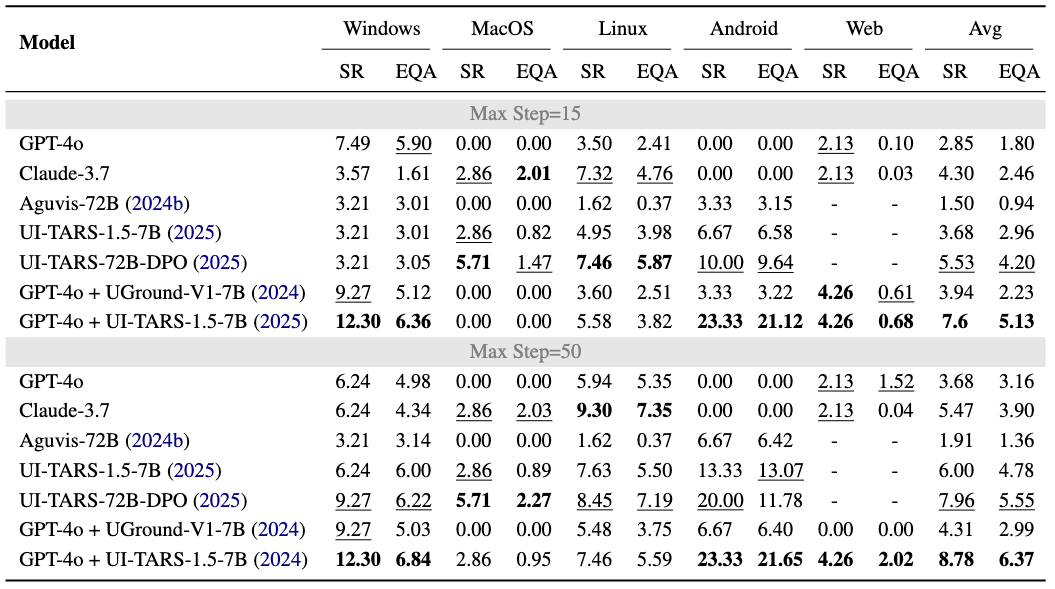 Model Windows MacOS Linux Android Web Avg
SR EQA SR EQA SR EQA SR EQA SR EQA SR EQA
Max Step=15
GPT-4o 7.49 5.90 0.00 0.00 3.50 2.41 0.00 0.00 2.13 0.10 2.85 1.80
Claude-3.7 3.57 1.61 2.86 2.01 7.32 4.76 0.00 0.00 2.13 0.03 4.30 2.46
Aguvis-72B (2024b) 3.21 3.01 0.00 0.00 1.62 0.37 3.33 3.15 - - 1.50 0.94
UI-TARS-1.5-7B (2025) 3.21 3.01 2.86 0.82 4.95 3.98 6.67 6.58 - - 3.68 2.96
UI-TARS-72B-DPO (2025) 3.21 3.05 5.71 1.47 7.46 5.87 10.00 9.64 - - 5.53 4.20
GPT-4o + UGround-V1-7B (2024) 9.27 5.12 0.00 0.00 3.60 2.51 3.33 3.22 4.26 0.61 3.94 2.23
GPT-4o + UI-TARS-1.5-7B (2025) 12.30 6.36 0.00 0.00 5.58 3.82 23.33 21.12 4.26 0.68 7.6 5.13
Max Step=50
GPT-4o 6.24 4.98 0.00 0.00 5.94 5.35 0.00 0.00 2.13 1.52 3.68 3.16
Claude-3.7 6.24 4.34 2.86 2.03 9.30 7.35 0.00 0.00 2.13 0.04 5.47 3.90
Aguvis-72B (2024b) 3.21 3.14 0.00 0.00 1.62 0.37 6.67 6.42 - - 1.91 1.36
UI-TARS-1.5-7B (2025) 6.24 6.00 2.86 0.89 7.63 5.50 13.33 13.07 - - 6.00 4.78
UI-TARS-72B-DPO (2025) 9.27 6.22 5.71 2.27 8.45 7.19 20.00 11.78 - - 7.96 5.55
GPT-4o + UGround-V1-7B (2024) 9.27 5.03 0.00 0.00 5.48 3.75 6.67 6.40 0.00 0.00 4.31 2.99
GPT-4o + UI-TARS-1.5-7B (2024) 12.30 6.84 2.86 0.95 7.46 5.59 23.33 21.65 4.26 2.02 8.78 6.37